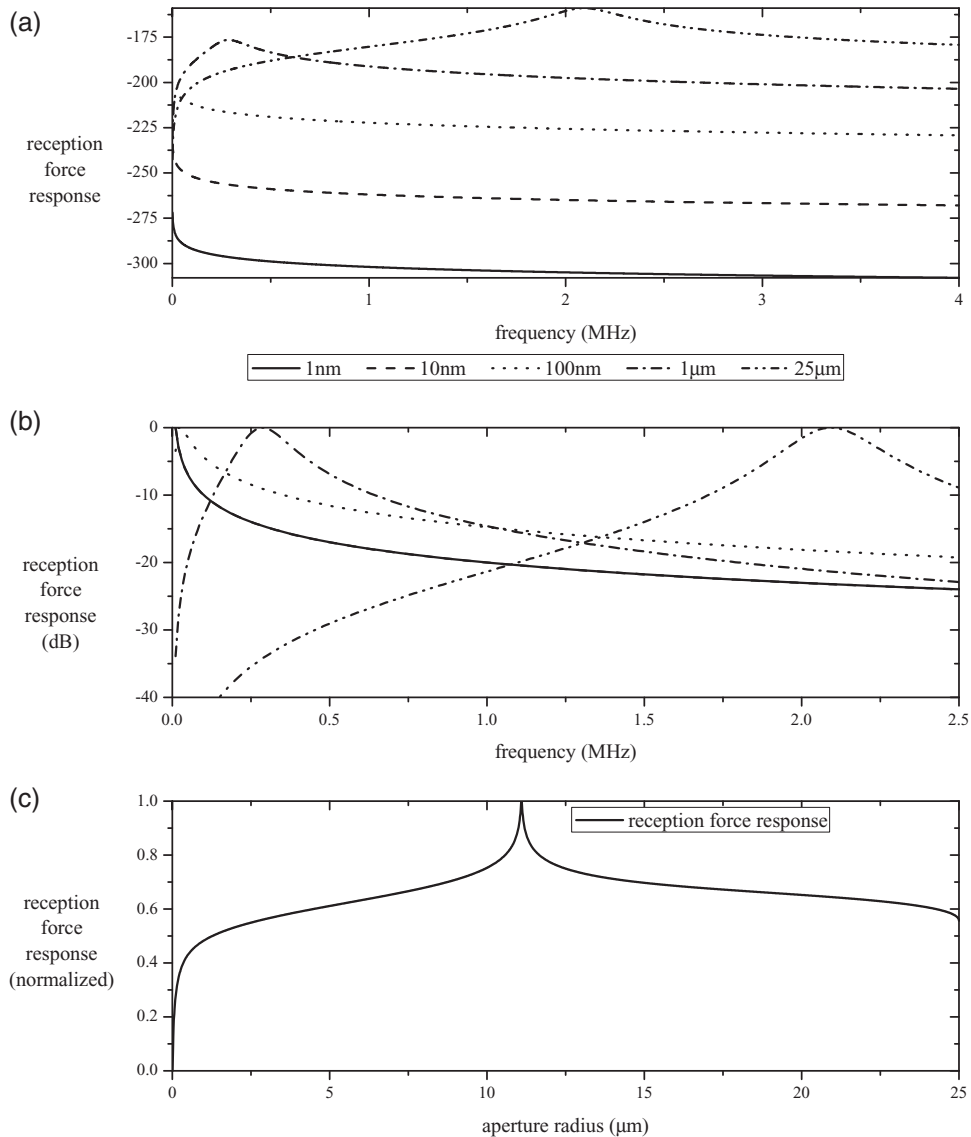 (a)
-175
-200
-225
-250
-275
-300
reception
force
response
0
1
2
3
4
frequency (MHz)
1nm
10nm
100nm
1μm
25μm
(b)
0
-10
-20
-30
-40
reception
force
response
(dB)
0.0
0.5
1.0
1.5
2.0
2.5
frequency (MHz)
(c)
1.0
0.8
0.6
0.4
0.2
0.0
reception force response
reception
force
response
(normalized)
0
5
10
15
20
25
aperture radius (μm)